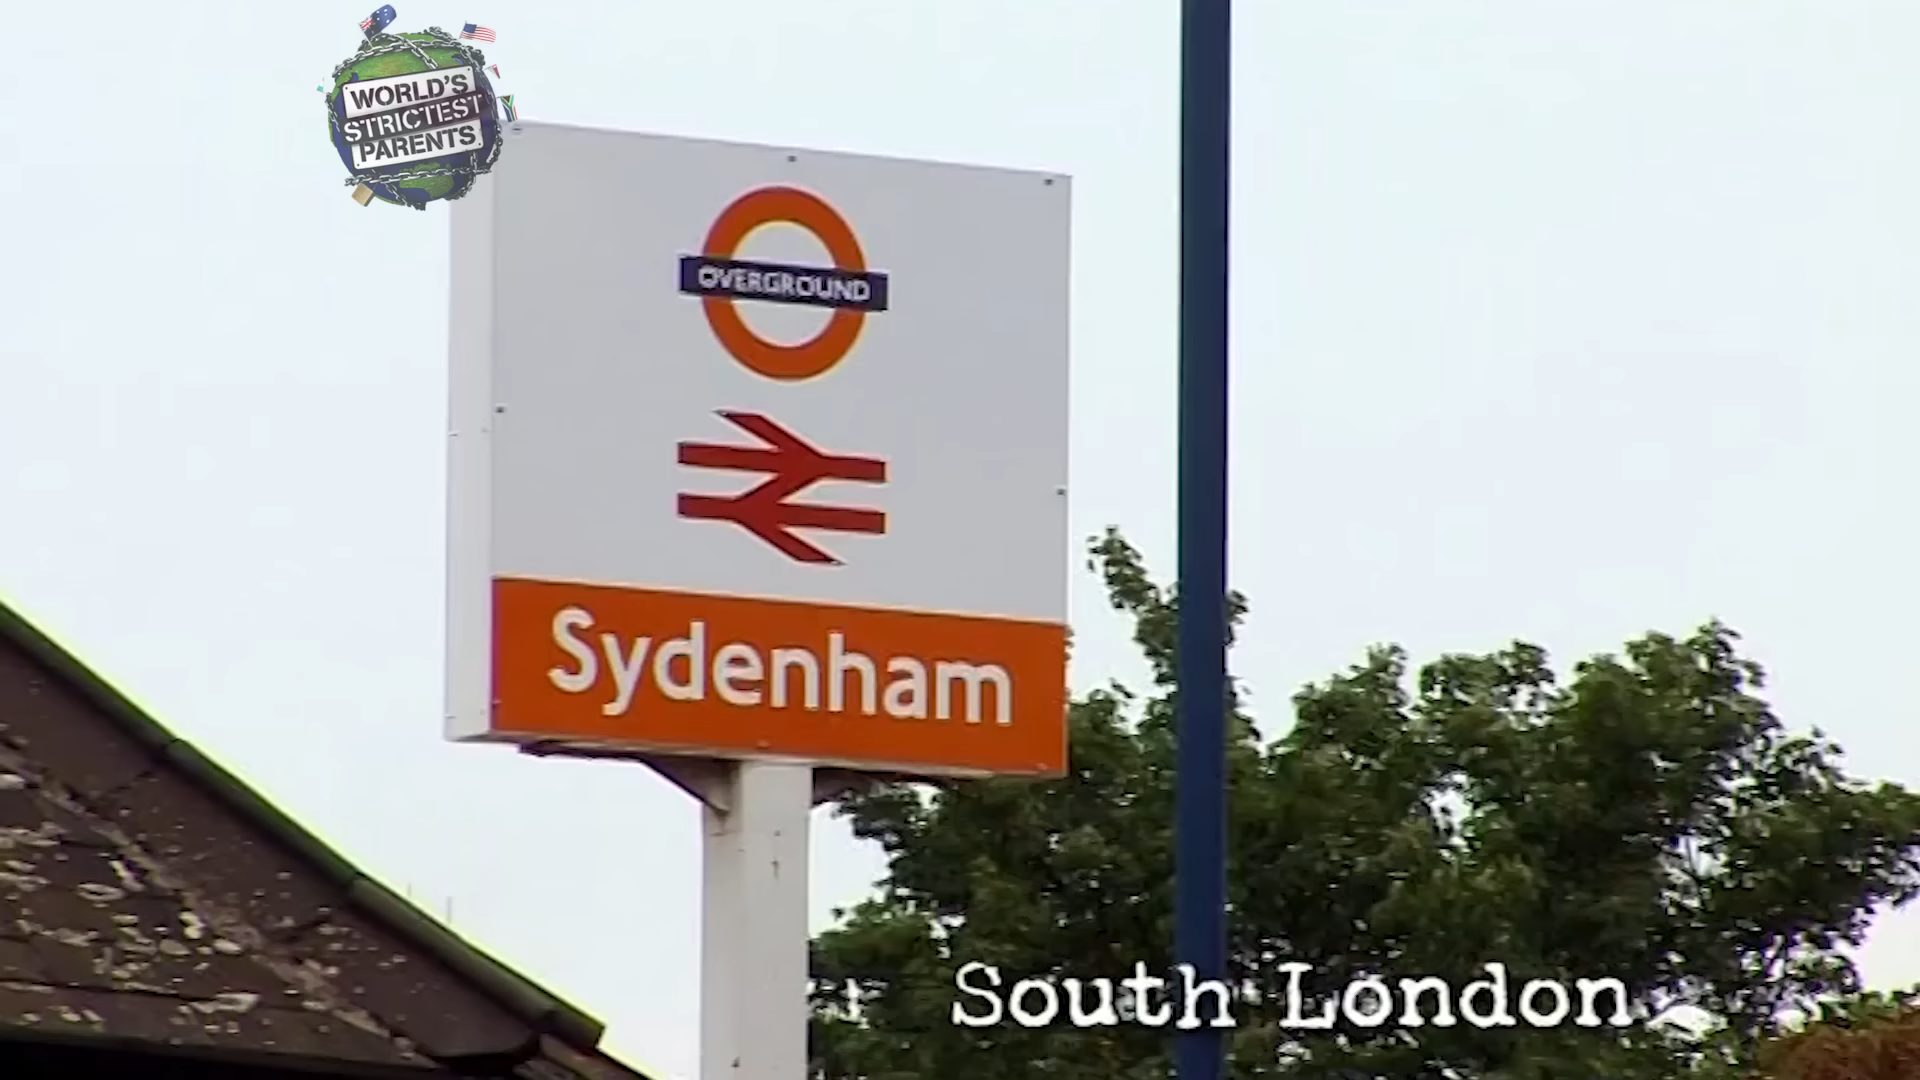 WORLD'S
STRICTEST
PARENTS
OVERGROUND
Sydenham
South London